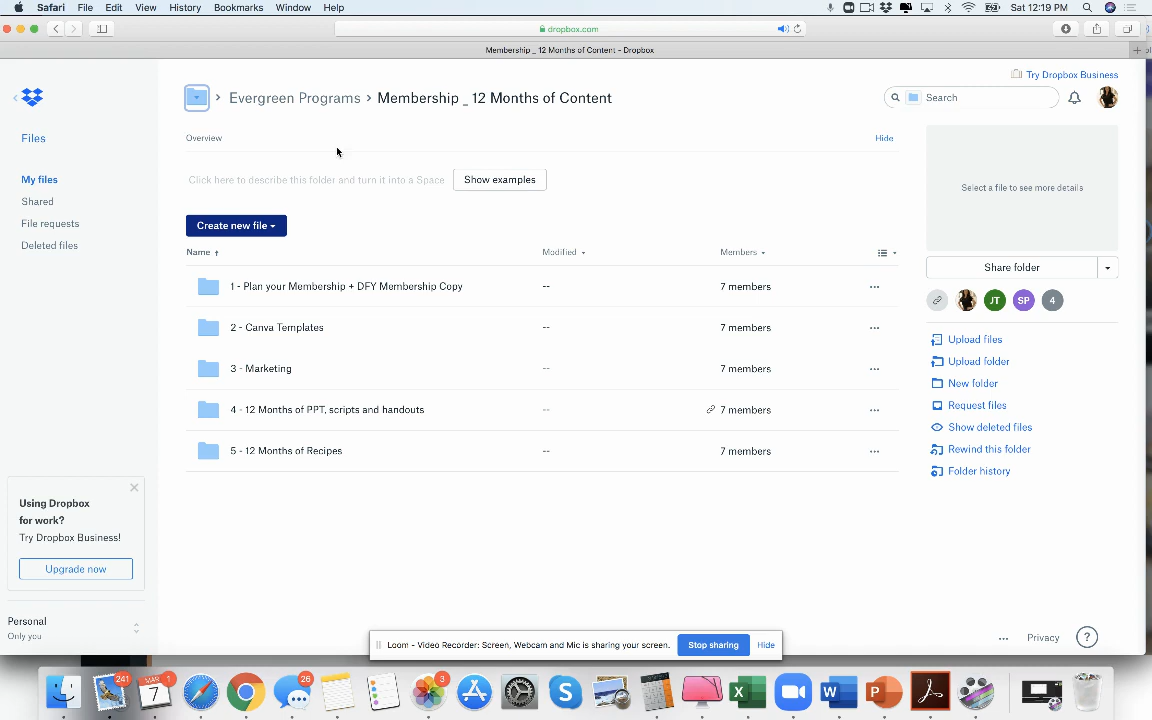 Safari File Edit View History Bookmarks Window Help Sat 12:19 PM
dropbox.com
Membership _ 12 Months of Content - Dropbox
Try Dropbox Business
Evergreen Programs > Membership _ 12 Months of Content
Search
Files
Overview
Hide
My files
Shared
File requests
Deleted files
Click here to describe this folder and turn it into a Space
Show examples
Select a file to see more details
Create new file
Name Modified Members
1 - Plan your Membership + DFY Membership Copy -- 7 members ...
2 - Canva Templates -- 7 members ...
3 - Marketing -- 7 members ...
4 - 12 Months of PPT, scripts and handouts -- 7 members ...
5 - 12 Months of Recipes -- 7 members ...
Share folder
JT SP 4
Upload files
Upload folder
New folder
Request files
Show deleted files
Rewind this folder
Folder history
Using Dropbox
for work?
Try Dropbox Business!
Upgrade now
Personal
Only you
Loom - Video Recorder: Screen, Webcam and Mic is sharing your screen. Stop sharing Hide
... Privacy ?
241 MAR 1 7 26 3